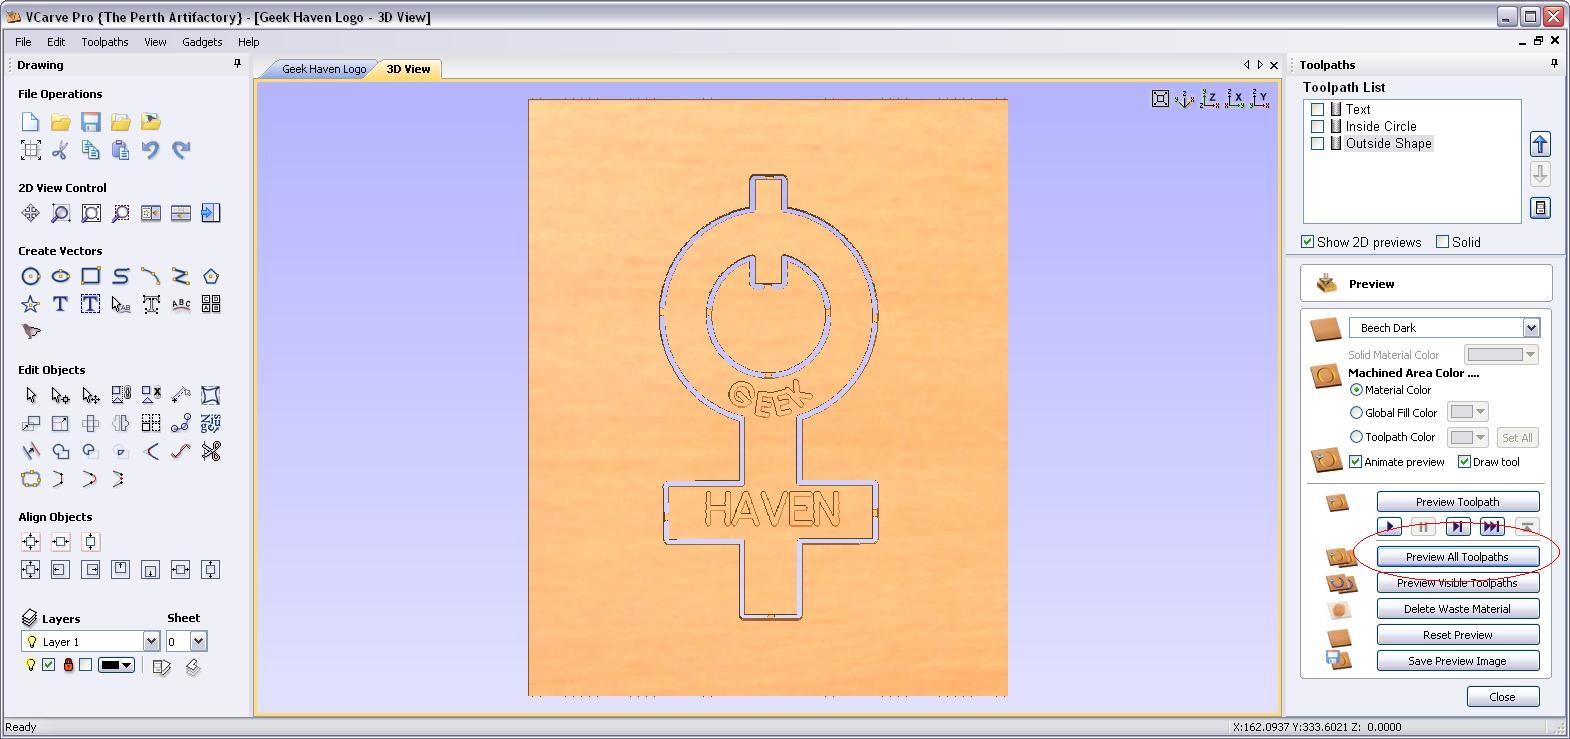 VCarve Pro {The Perth Artifactory} - [Geek Haven Logo - 3D View]
File Edit Toolpaths View Gadgets Help
Drawing
File Operations
2D View Control
Create Vectors
Edit Objects
Align Objects
Layers Sheet
Layer 1 0
Geek Haven Logo 3D View
GEEK
HAVEN
Toolpaths
Toolpath List
Text
Inside Circle
Outside Shape
Show 2D previews Solid
Preview
Beech Dark
Solid Material Color
Machined Area Color ....
Material Color
Global Fill Color
Toolpath Color Set All
Animate preview Draw tool
Preview Toolpath
Preview All Toolpaths
Preview Visible Toolpaths
Delete Waste Material
Reset Preview
Save Preview Image
Close
Ready X:162.0937 Y:333.6021 Z: 0.0000